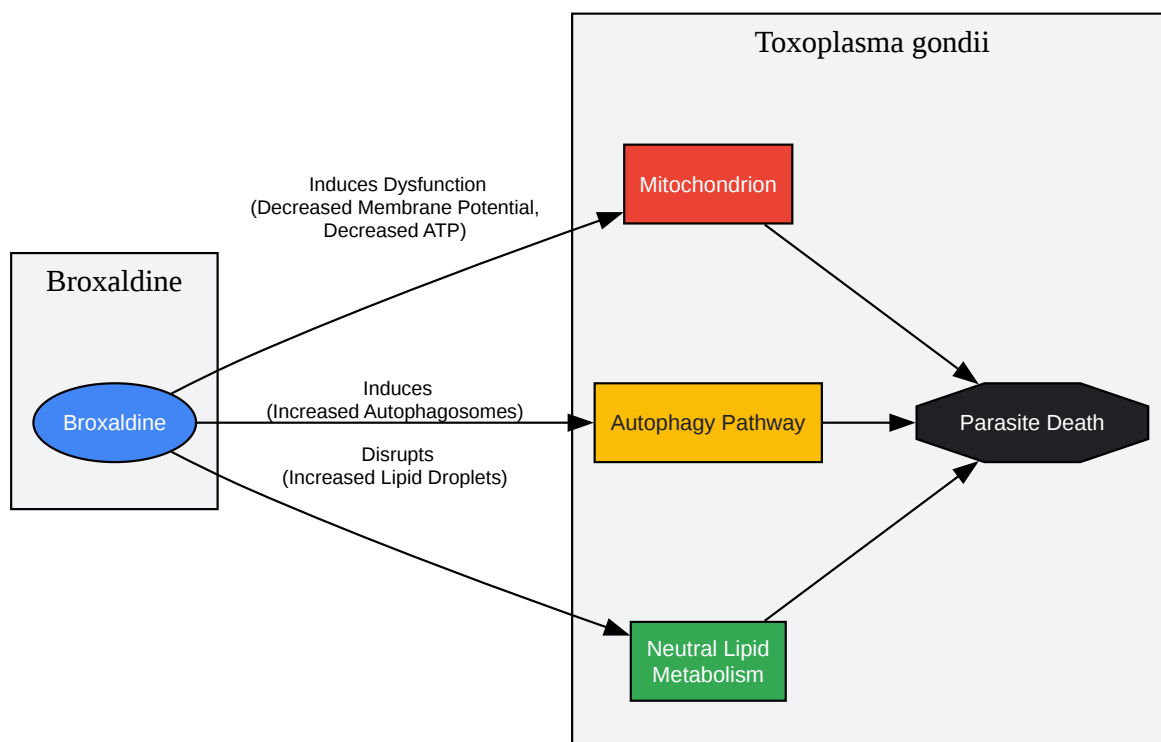 Toxoplasma gondii
Mitochondrion
Induces Dysfunction
(Decreased Membrane Potential,
Decreased ATP)
Broxaldine
Broxaldine
Induces
(Increased Autophagosomes)
Autophagy Pathway
Parasite Death
Disrupts
(Increased Lipid Droplets)
Neutral Lipid
Metabolism